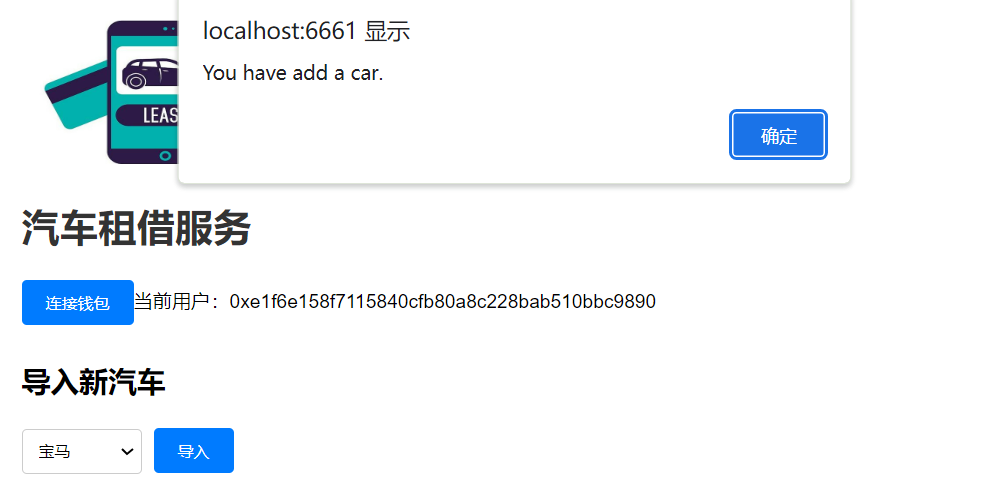 localhost:6661 显示
You have add a car.
确定
LEAS
汽车租借服务
连接钱包当前用户：0xe1f6e158f7115840cfb80a8c228bab510bbc9890
导入新汽车
宝马 导入